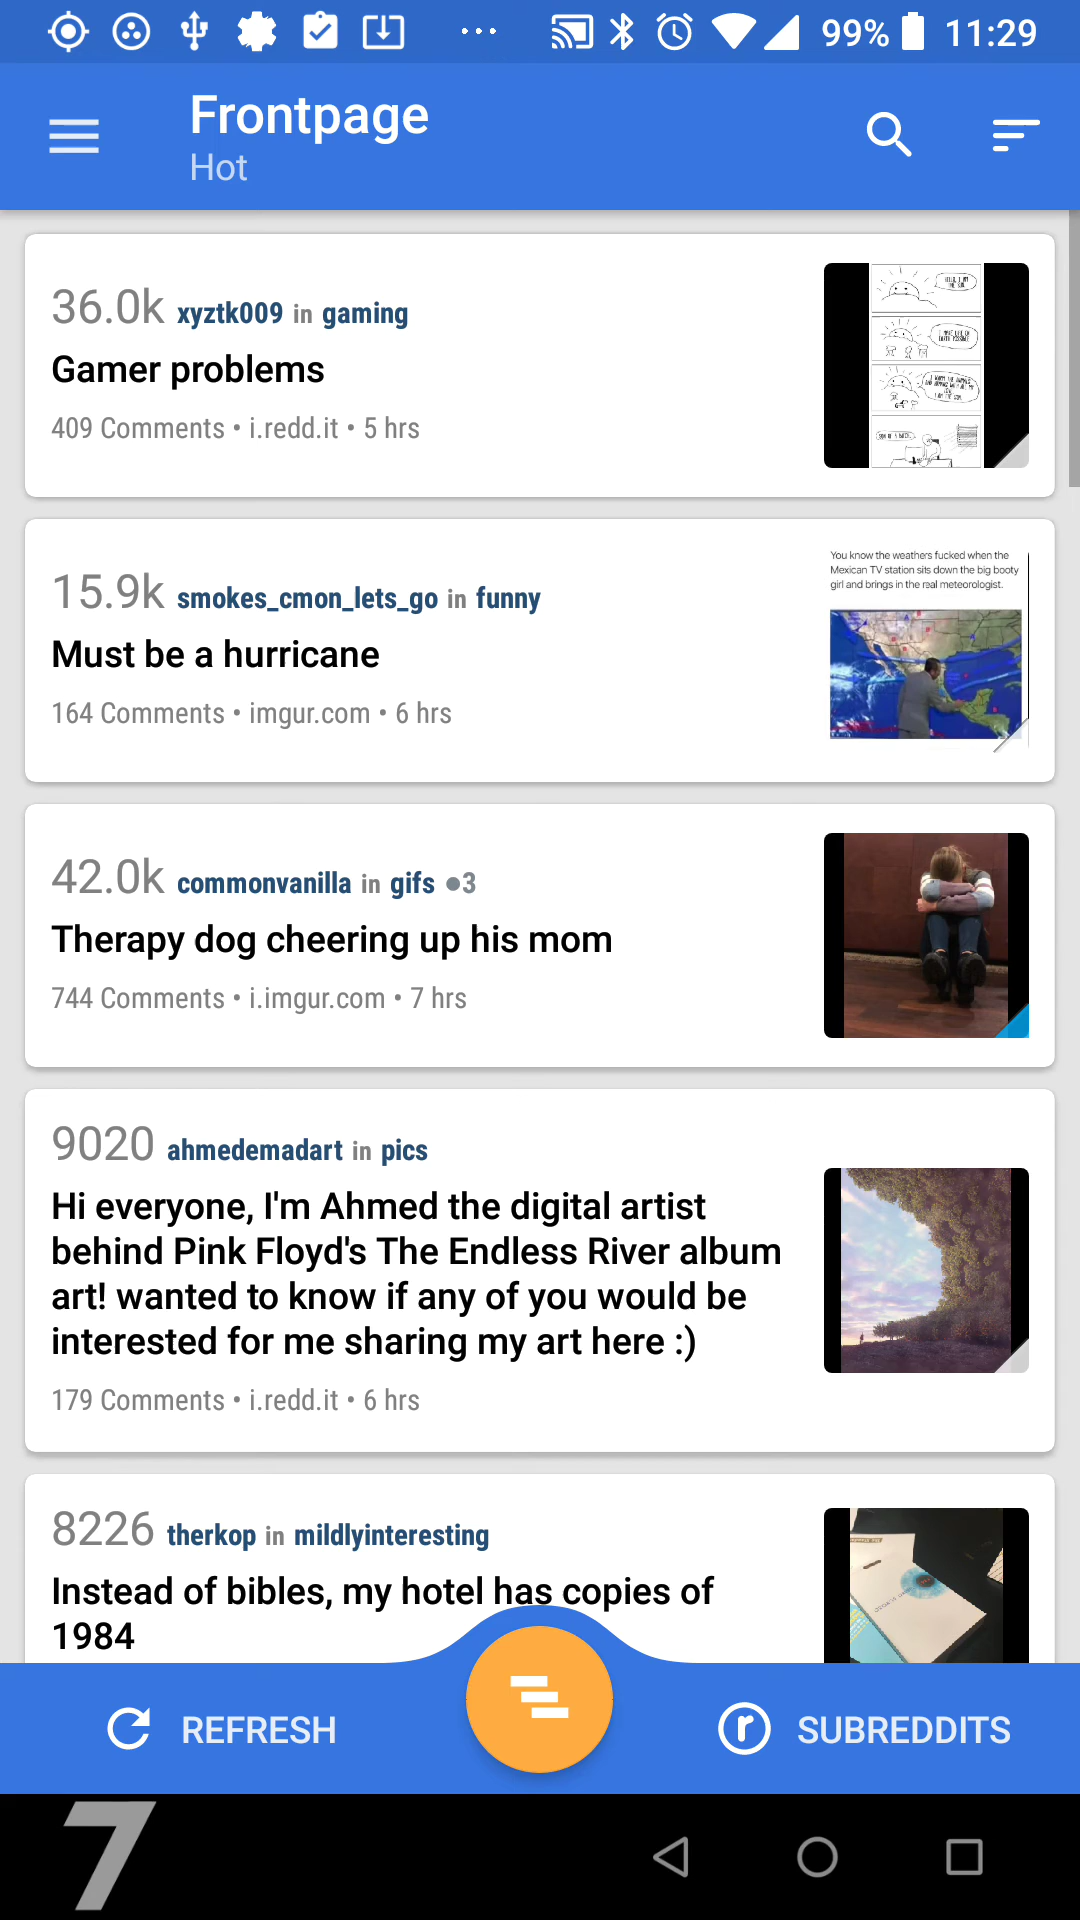 99% 11:29
Frontpage
Hot
36.0k xyztk009 in gaming
Gamer problems
409 Comments • i.redd.it • 5 hrs
15.9k smokes_cmon_lets_go in funny
Must be a hurricane
164 Comments • imgur.com • 6 hrs
You know the weathers fucked when the
Mexican TV station sits down the big booty
girl and brings in the real meteorologist.
42.0k commonvanilla in gifs •3
Therapy dog cheering up his mom
744 Comments • i.imgur.com • 7 hrs
9020 ahmedemadart in pics
Hi everyone, I'm Ahmed the digital artist
behind Pink Floyd's The Endless River album
art! wanted to know if any of you would be
interested for me sharing my art here :)
179 Comments • i.redd.it • 6 hrs
8226 therkop in mildlyinteresting
Instead of bibles, my hotel has copies of
1984
REFRESH
r SUBREDDITS
7